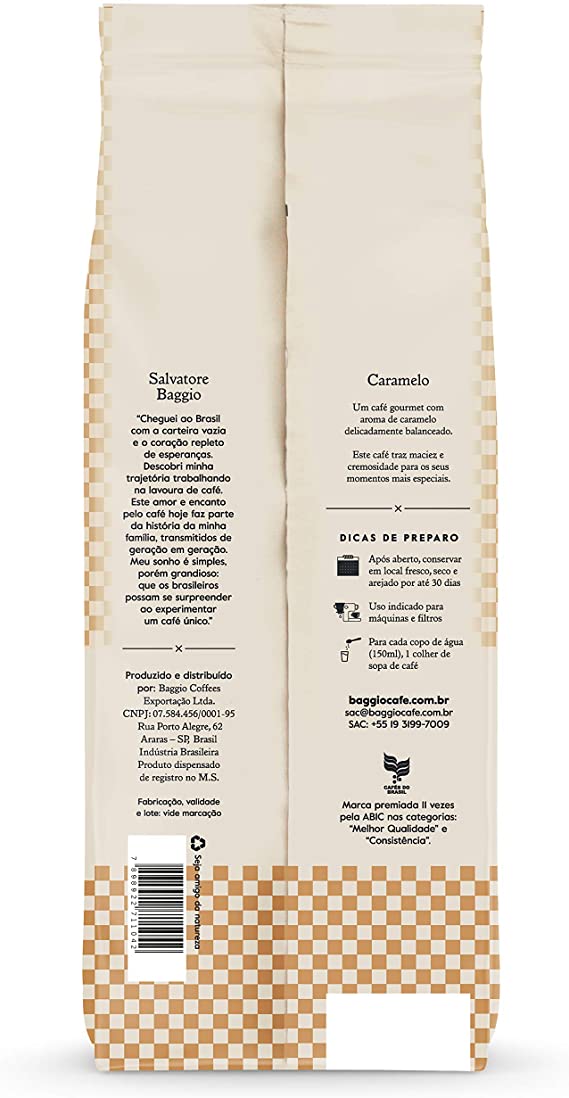 Salvatore
Baggio
“Cheguei ao Brasil
com a carteira vazia
e o coração repleto
de esperanças.
Descobri minha
trajetória trabalhando
na lavoura de café.
Este amor e encanto
pelo café hoje faz parte
da história da minha
família, transmitidos de
geração em geração.
Meu sonho é simples,
porém grandioso:
que os brasileiros
possam se surpreender
ao experimentar
um café único.”
Produzido e distribuído
por: Baggio Coffees
Exportação Ltda.
CNPJ: 07.584.456/0001-95
Rua Porto Alegre, 62
Araras – SP, Brasil
Indústria Brasileira
Produto dispensado
de registro no M.S.
Fabricação, validade
e lote: vide marcação
7898922711042
Seja amigo da natureza
Caramelo
Um café gourmet com
aroma de caramelo
delicadamente balanceado.
Este café traz maciez e
cremosidade para os seus
momentos mais especiais.
DICAS DE PREPARO
Após aberto, conservar
em local fresco, seco e
arejado por até 30 dias
Uso indicado para
máquinas e filtros
Para cada copo de água
(150ml), 1 colher de
sopa de café
baggiocafe.com.br
sac@baggiocafe.com.br
SAC: +55 19 3199-7009
CAFÉS DO
BRASIL
Marca premiada 11 vezes
pela ABIC nas categorias:
“Melhor Qualidade” e
“Consistência”.